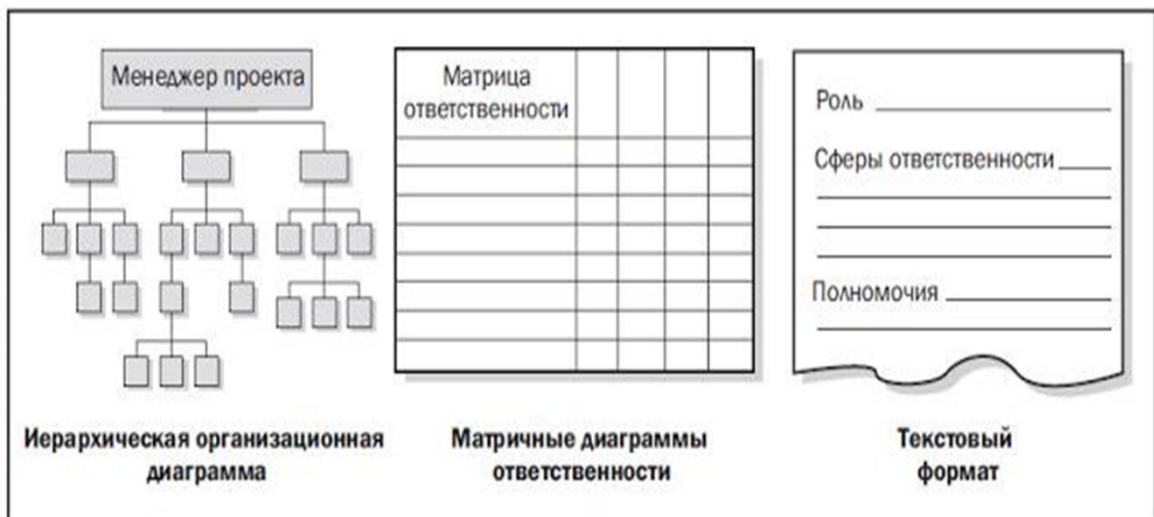 Менеджер проекта
Матрица
ответственности
Роль
Сферы ответственности
Полномочия
Иерархическая организационная
диаграмма
Матричные диаграммы
ответственности
Текстовый
формат